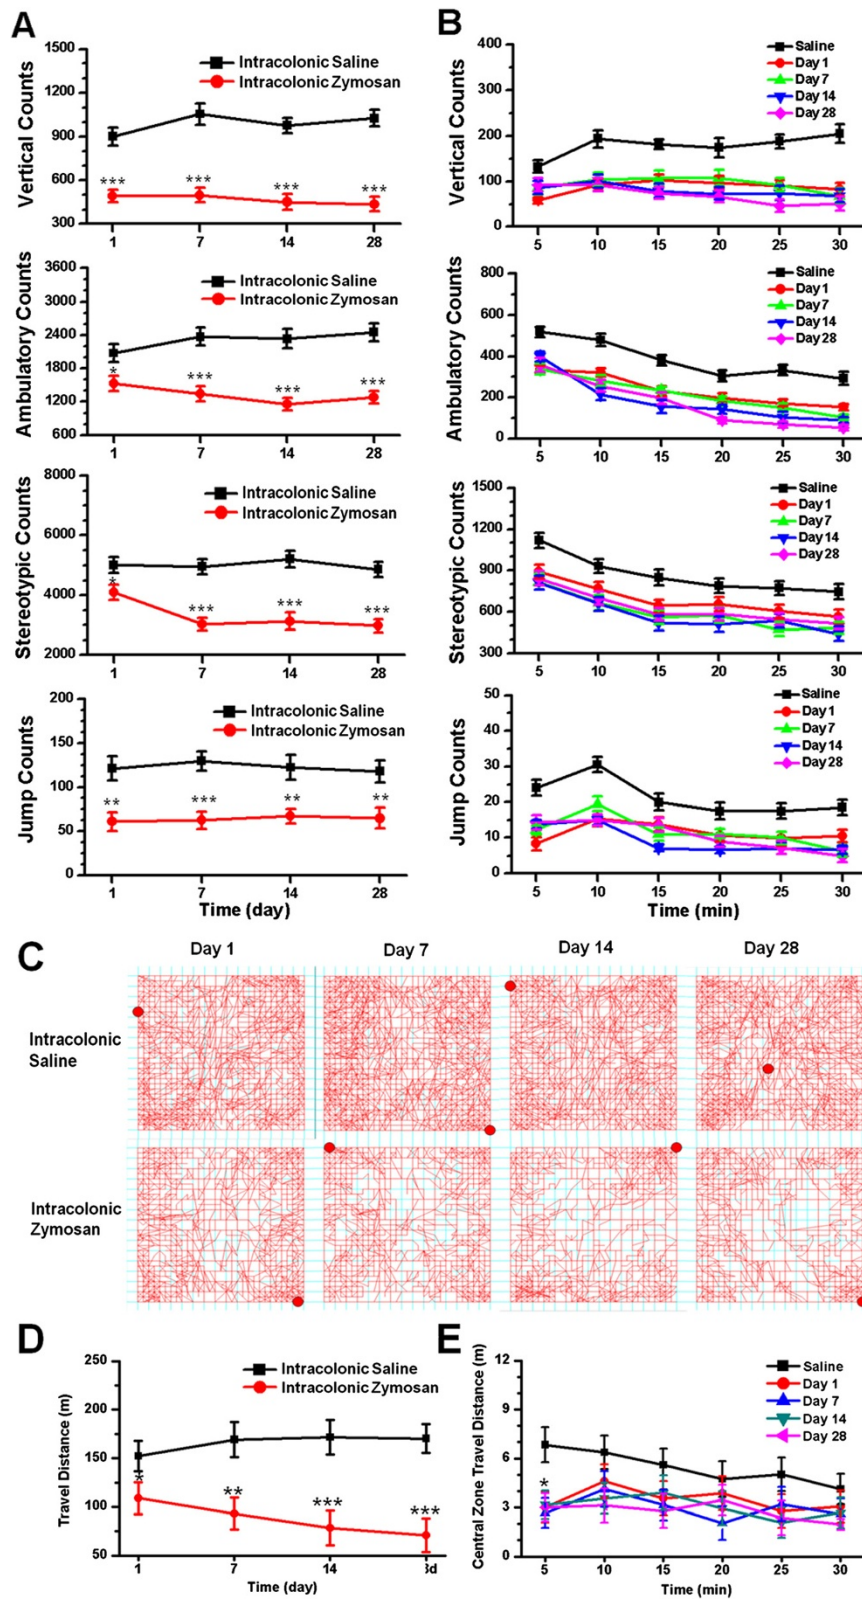 A
B
1500
1200
900
600
300
Vertical Counts
Intracolonic Saline
Intracolonic Zymosan
***
***
***
***
1
7
14
28
400
300
200
100
0
Vertical Counts
Saline
Day 1
Day 7
Day 14
Day 28
5
10
15
20
25
30
3600
3000
2400
1800
1200
600
Ambulatory Counts
Intracolonic Saline
Intracolonic Zymosan
*
***
***
***
1
7
14
28
800
600
400
200
0
Ambulatory Counts
Saline
Day 1
Day 7
Day 14
Day 28
5
10
15
20
25
30
8000
6000
4000
2000
Stereotypic Counts
Intracolonic Saline
Intracolonic Zymosan
*
***
***
***
1
7
14
28
1500
1200
900
600
300
Stereotypic Counts
Saline
Day 1
Day 7
Day 14
Day 28
5
10
15
20
25
30
200
150
100
50
0
Jump Counts
Intracolonic Saline
Intracolonic Zymosan
**
***
**
**
1
7
14
28
Time (day)
50
40
30
20
10
0
Jump Counts
Saline
Day 1
Day 7
Day 14
Day 28
5
10
15
20
25
30
Time (min)
C
Day 1
Day 7
Day 14
Day 28
Intracolonic
Saline
Intracolonic
Zymosan
D
250
200
150
100
50
Travel Distance (m)
Intracolonic Saline
Intracolonic Zymosan
*
**
***
***
1
7
14
Time (day)
E
12
9
6
3
0
Central Zone Travel Distance (m)
Saline
Day 1
Day 7
Day 14
Day 28
*
5
10
15
20
25
30
Time (min)